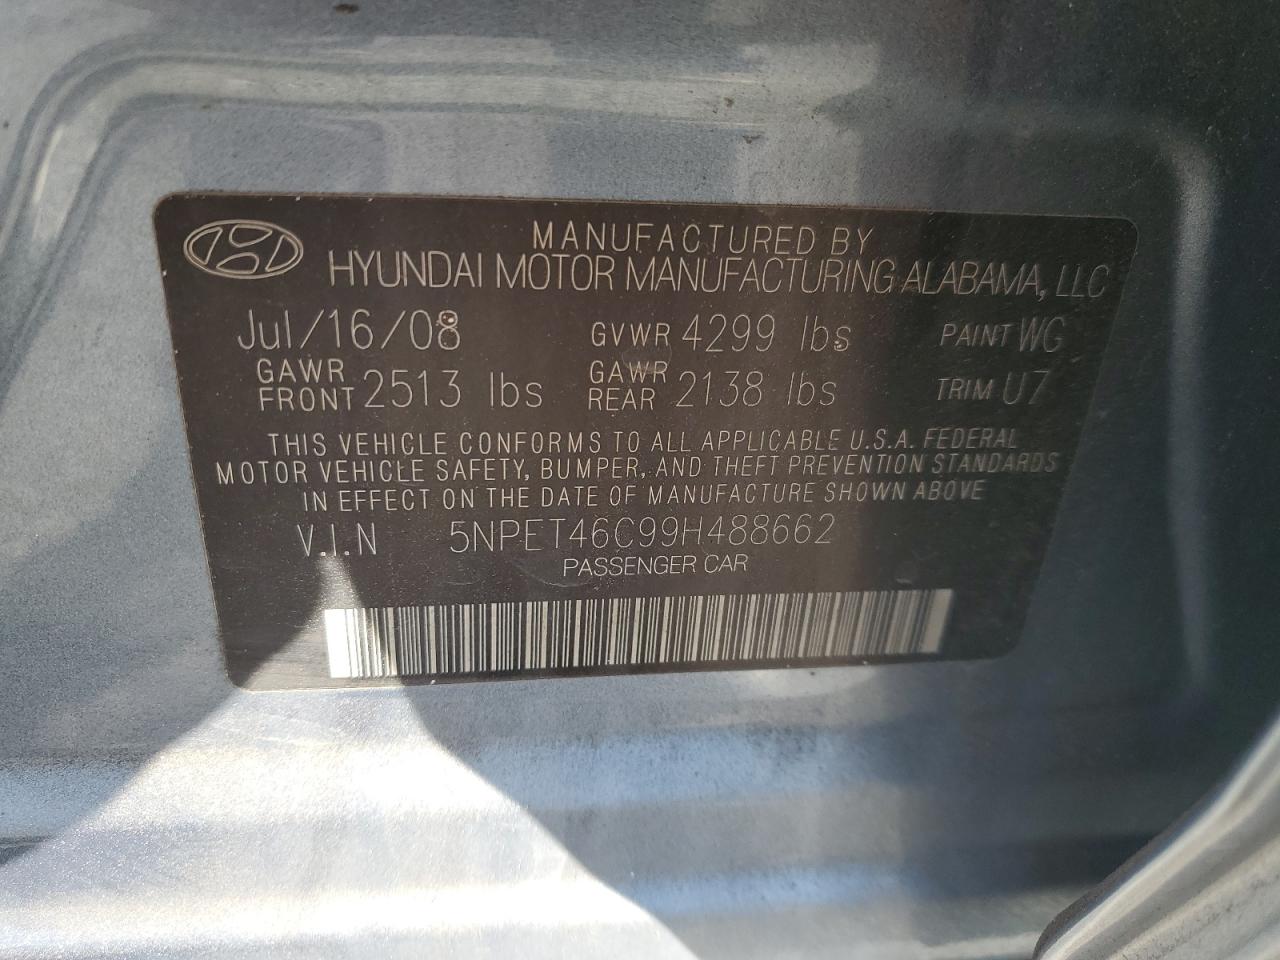 MANUFACTURED BY
HYUNDAI MOTOR MANUFACTURING ALABAMA, LLC
Jul/16/08 GVWR 4299 lbs PAINT WG
GAWR FRONT 2513 lbs GAWR REAR 2138 lbs TRIM U7
THIS VEHICLE CONFORMS TO ALL APPLICABLE U.S.A. FEDERAL
MOTOR VEHICLE SAFETY, BUMPER, AND THEFT PREVENTION STANDARDS
IN EFFECT ON THE DATE OF MANUFACTURE SHOWN ABOVE
V.I.N 5NPET46C99H488662
PASSENGER CAR